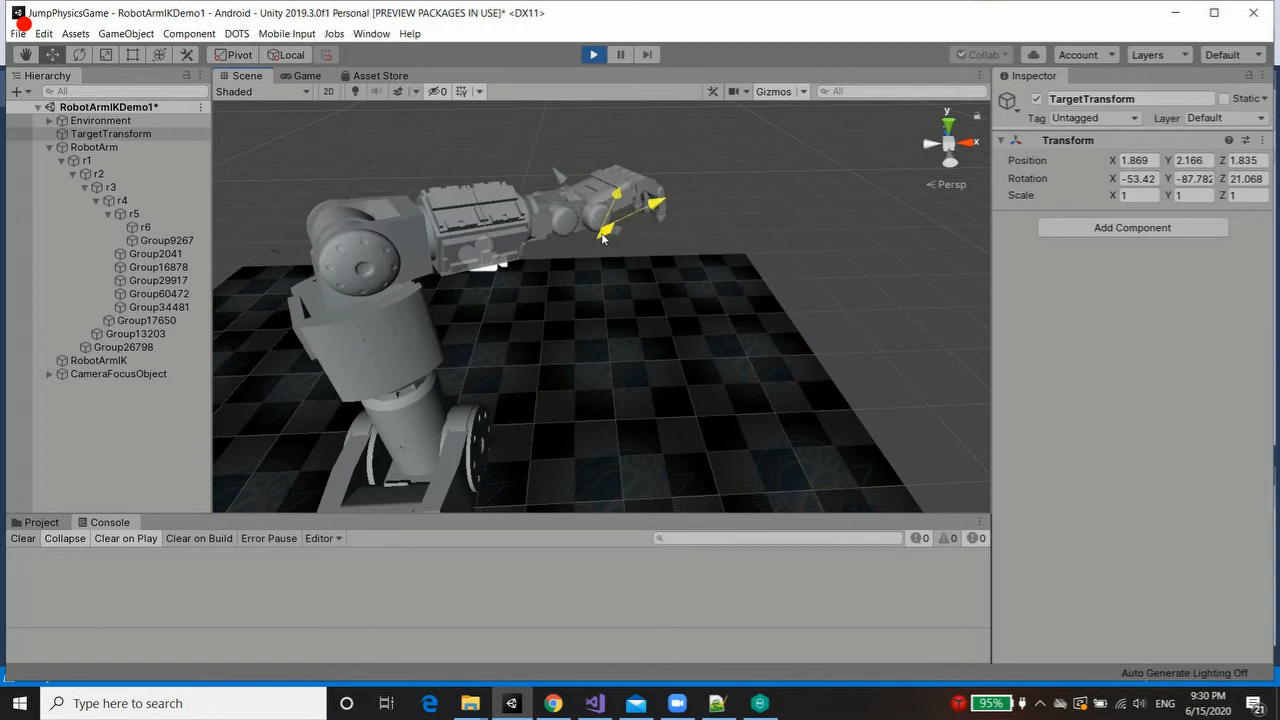 JumpPhysicsGame - RobotArmIKDemo1 - Android - Unity 2019.3.0f1 Personal [PREVIEW PACKAGES IN USE]* <DX11>
File Edit Assets GameObject Component DOTS Mobile Input Jobs Window Help
Pivot Local Collab Account Layers Default
Hierarchy Scene Game Asset Store Inspector
All Shaded 2D 0 Gizmos All
TargetTransform Static
Tag Untagged Layer Default
Transform
Position X 1.869 Y 2.166 Z 1.835
Rotation X -53.42 Y -87.782 Z 21.068
Scale X 1 Y 1 Z 1
Add Component
RobotArmIKDemo1*
Environment
TargetTransform
RobotArm
r1
r2
r3
r4
r5
r6
Group9267
Group2041
Group16878
Group29917
Group60472
Group34481
Group17650
Group13203
Group26798
RobotArmIK
CameraFocusObject
y
x
Persp
Project Console
Clear Collapse Clear on Play Clear on Build Error Pause Editor 0 0 0
Auto Generate Lighting Off
Type here to search
95% ENG 9:30 PM
6/15/2020
21